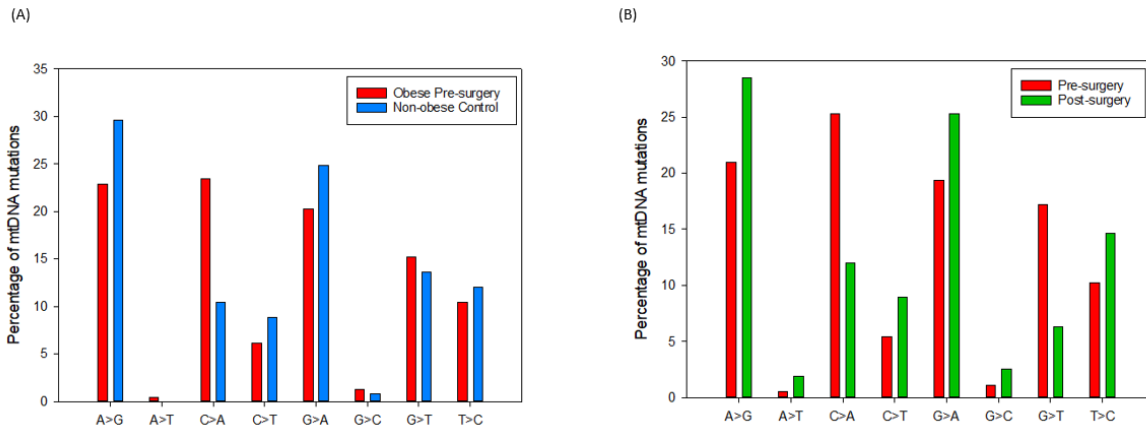 (A)
(B)
Percentage of mtDNA mutations
35
30
25
20
15
10
5
0
Obese Pre-surgery
Non-obese Control
A>G A>T C>A C>T G>A G>C G>T T>C
Percentage of mtDNA mutations
30
25
20
15
10
5
0
Pre-surgery
Post-surgery
A>G A>T C>A C>T G>A G>C G>T T>C